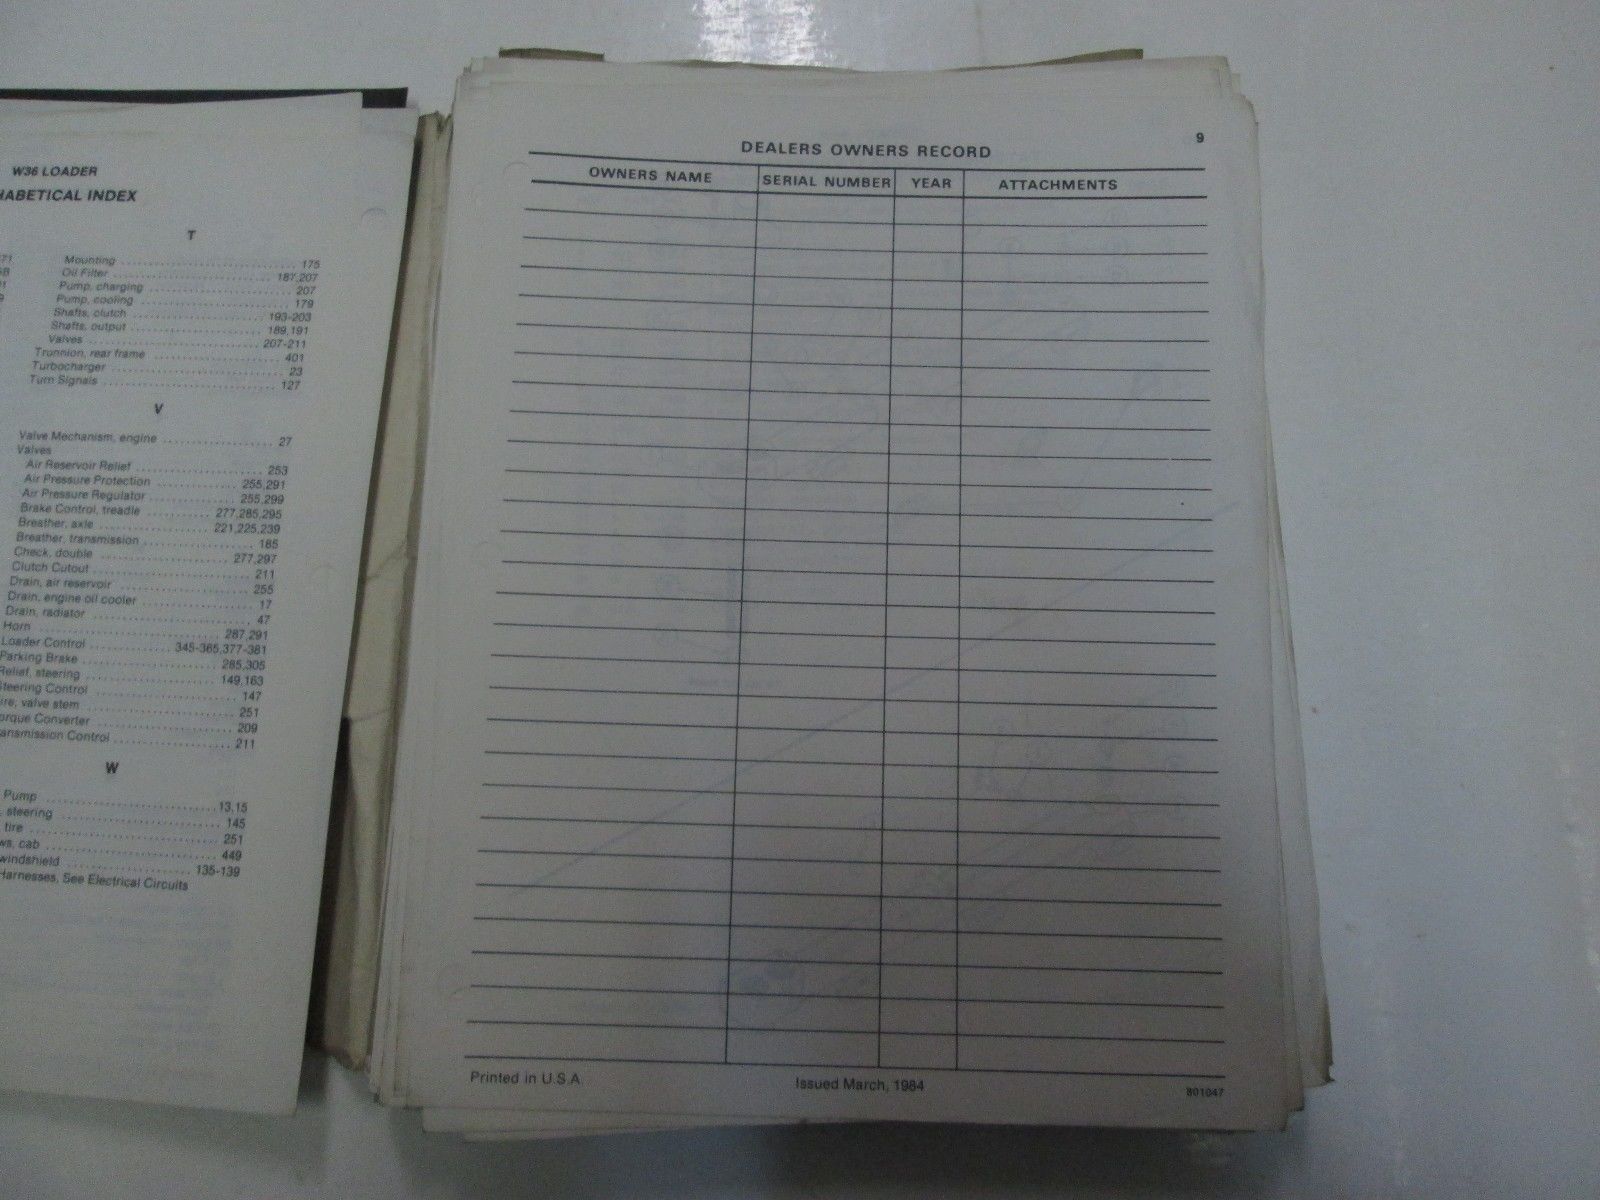 W36 LOADER
HABETICAL INDEX
T
Mounting ........ 175
Oil Filter ........ 187,207
Pump, charging ........ 207
Pump, cooling ........ 179
Shafts, clutch ........ 193-203
Shafts, output ........ 189,191
Valves ........ 207-211
Trunnion, rear frame ........ 401
Turbocharger ........ 23
Turn Signals ........ 127
V
Valve Mechanism, engine ........ 27
Valves
Air Reservoir Relief ........ 253
Air Pressure Protection ........ 255,291
Air Pressure Regulator ........ 255,299
Brake Control, treadle ........ 277,285,295
Breather, axle ........ 221,225,239
Breather, transmission ........ 185
Check, double ........ 277,297
Clutch Cutout ........ 211
Drain, air reservoir ........ 255
Drain, engine oil cooler ........ 17
Drain, radiator ........ 47
Horn ........ 287,291
Loader Control ........ 345-365,377-381
Parking Brake ........ 285,305
Relief, steering ........ 149,163
Steering Control ........ 147
ire, valve stem ........ 251
orque Converter ........ 209
ansmission Control ........ 211
W
Pump ........ 13,15
, steering ........ 145
tire ........ 251
ws, cab ........ 449
windshield ........ 135-139
Harnesses, See Electrical Circuits
9
DEALERS OWNERS RECORD
OWNERS NAME SERIAL NUMBER YEAR ATTACHMENTS
Printed in U.S.A. Issued March, 1984 801047